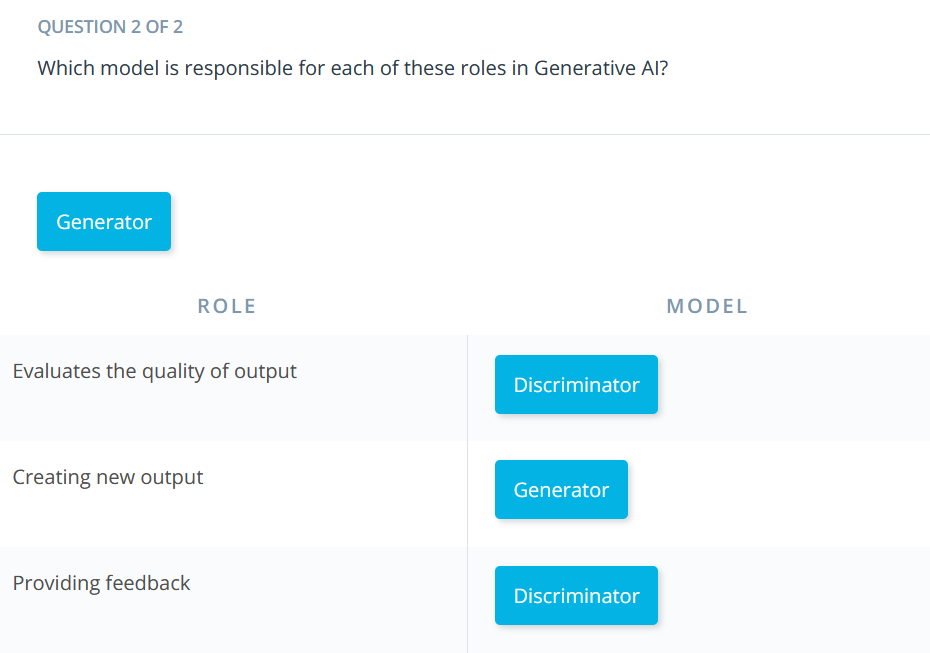 QUESTION 2 OF 2
Which model is responsible for each of these roles in Generative AI?
Generator
ROLE MODEL
Evaluates the quality of output Discriminator
Creating new output Generator
Providing feedback Discriminator